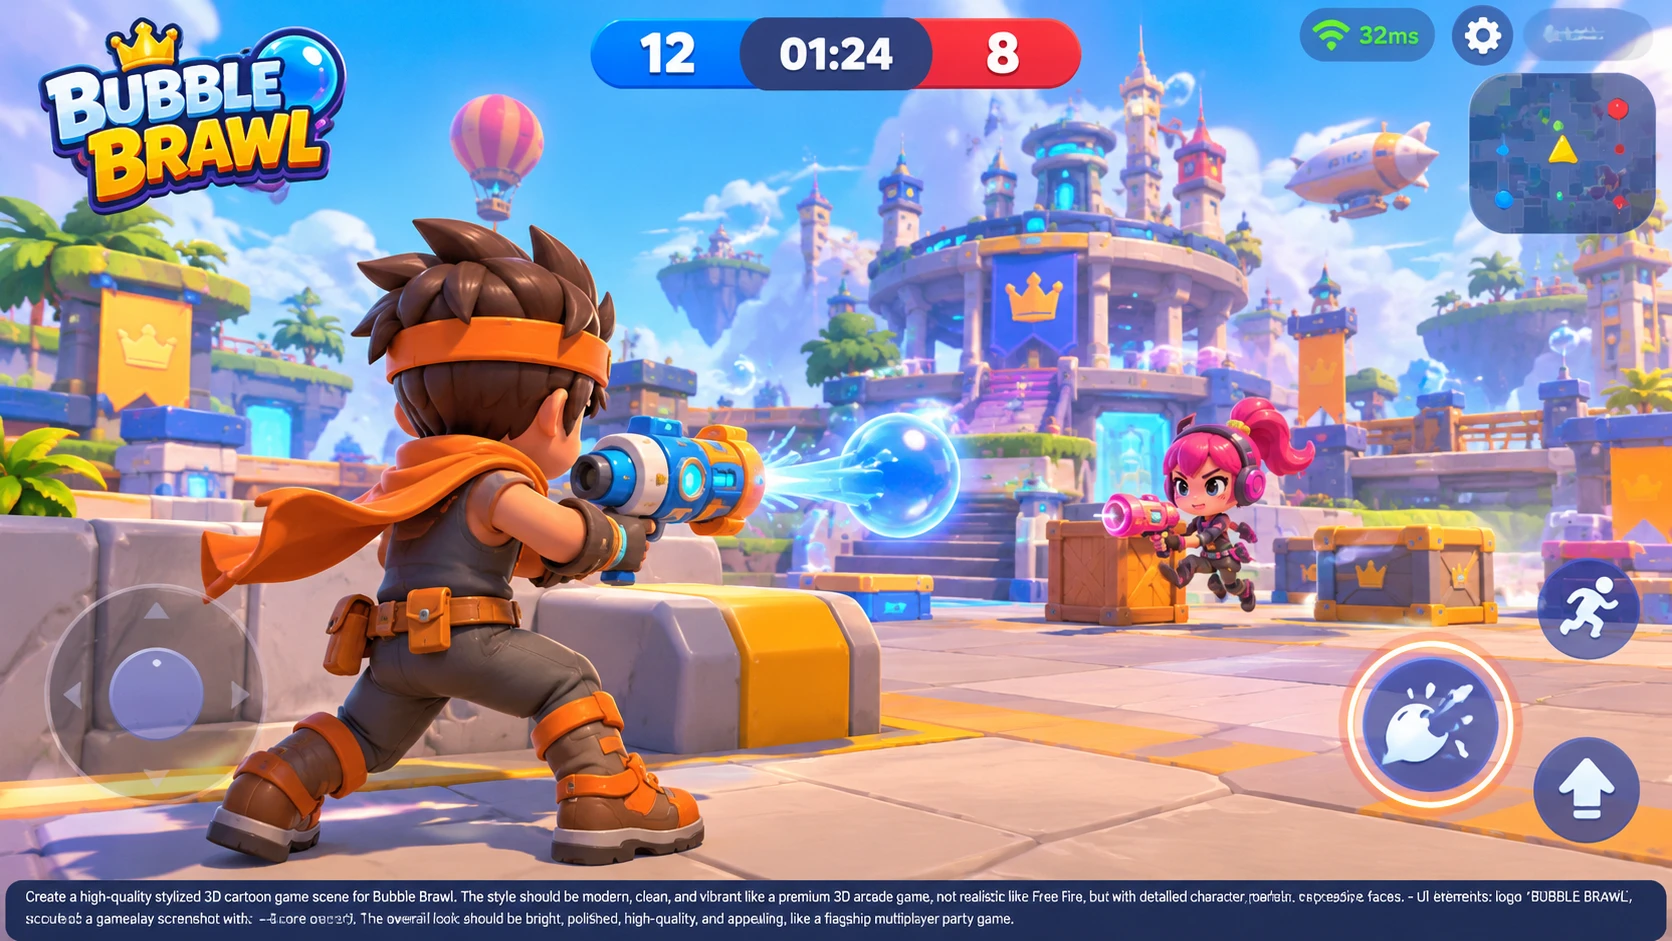 BUBBLE
BRAWL
12 01:24 8
32ms
Create a high-quality stylized 3D cartoon game scene for Bubble Brawl. The style should be modern, clean, and vibrant like a premium 3D arcade game, not realistic like Free Fire, but with detailed character faces. - UI logo "BUBBLE BRAWL',
a gameplay with The overall look should be bright, polished, high-quality, and appealing, like a flagship multiplayer party game.